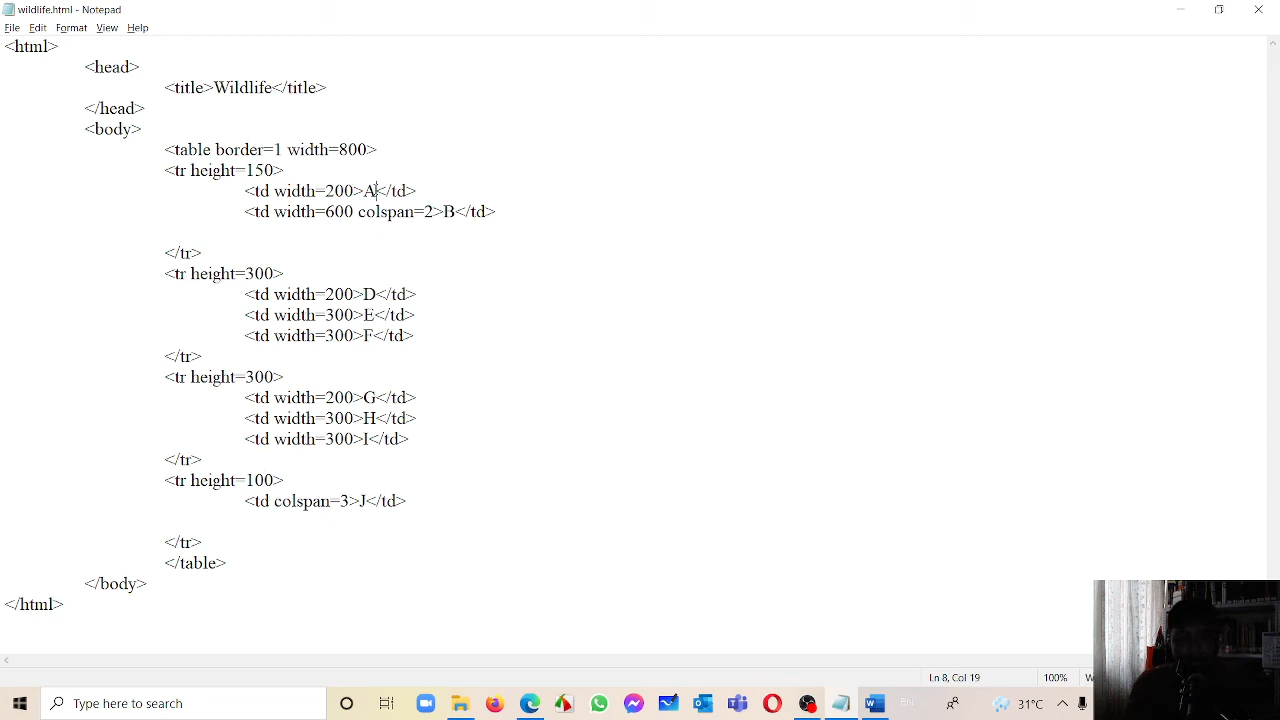 wildlife.html - Notepad
File Edit Format View Help
<html>
<head>
<title>Wildlife</title>
</head>
<body>
<table border=1 width=800>
<tr height=150>
<td width=200>A</td>
<td width=600 colspan=2>B</td>
</tr>
<tr height=300>
<td width=200>D</td>
<td width=300>E</td>
<td width=300>F</td>
</tr>
<tr height=300>
<td width=200>G</td>
<td width=300>H</td>
<td width=300>I</td>
</tr>
<tr height=100>
<td colspan=3>J</td>
</tr>
</table>
</body>
</html>
Ln 8, Col 19 100% W
Type here to search EN 31°C